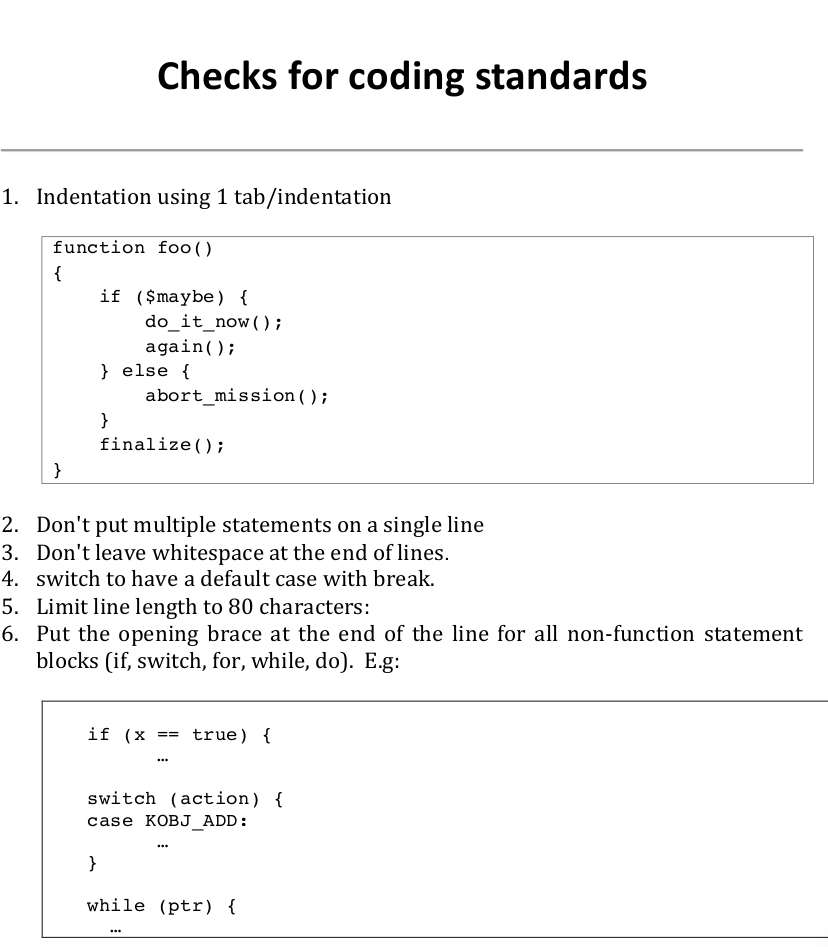 Checks for coding standards
1. Indentation using 1 tab/indentation
function foo()
{
    if ($maybe) {
        do_it_now();
        again();
    } else {
        abort_mission();
    }
    finalize();
}
2. Don't put multiple statements on a single line
3. Don't leave whitespace at the end of lines.
4. switch to have a default case with break.
5. Limit line length to 80 characters:
6. Put the opening brace at the end of the line for all non-function statement
blocks (if, switch, for, while, do).  E.g:
if (x == true) {
      …
switch (action) {
case KOBJ_ADD:
      …
}
while (ptr) {
  …